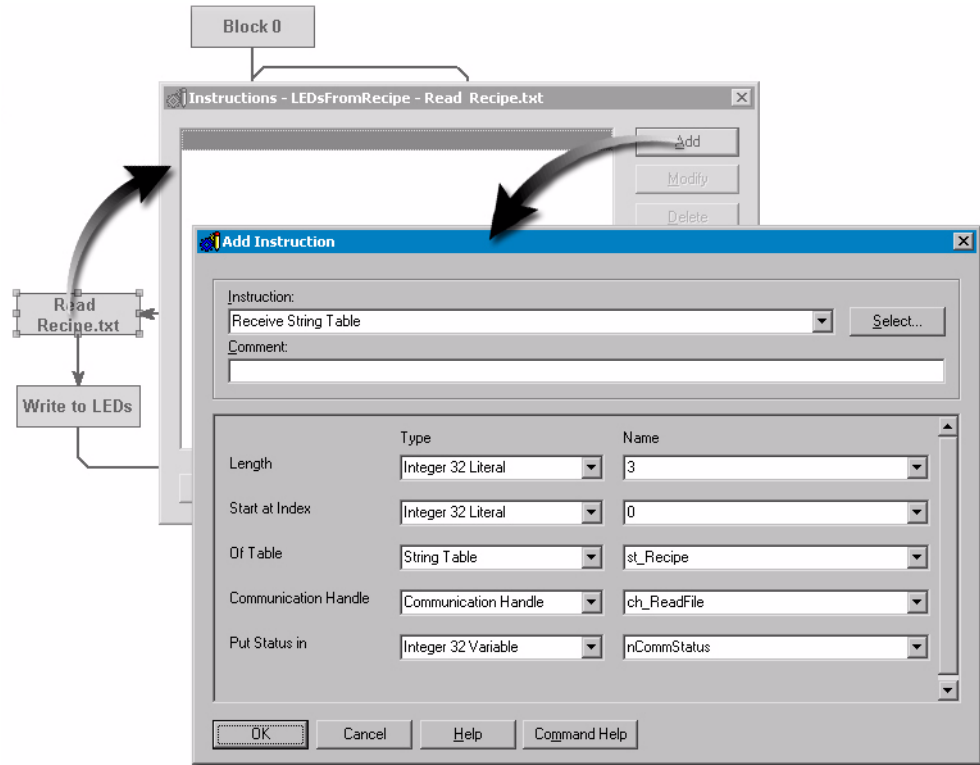 Block 0
Instructions - LEDsFromRecipe - Read Recipe.txt
Add
Modify
Delete
Add Instruction
Instruction:
Receive String Table
Select...
Comment:
Read
Recipe.txt
Write to LEDs
Type Name
Length Integer 32 Literal 3
Start at Index Integer 32 Literal 0
Of Table String Table st_Recipe
Communication Handle Communication Handle ch_ReadFile
Put Status in Integer 32 Variable nCommStatus
OK Cancel Help Command Help